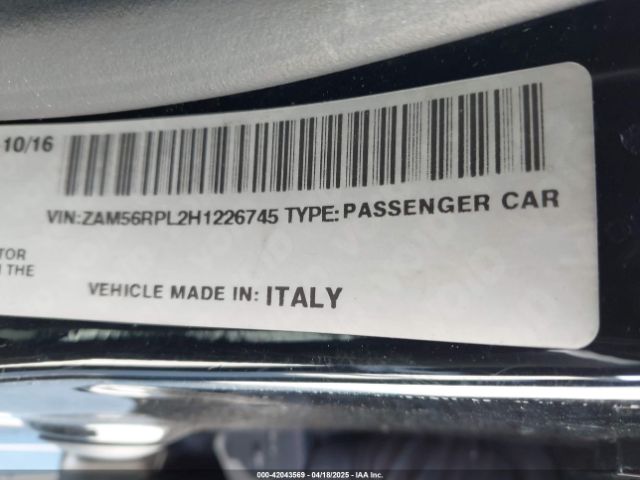 10/16
VIN:ZAM56RPL2H1226745 TYPE:PASSENGER CAR
TOR
N THE
VEHICLE MADE IN: ITALY
000-42043569 - 04/18/2025 - IAA Inc.